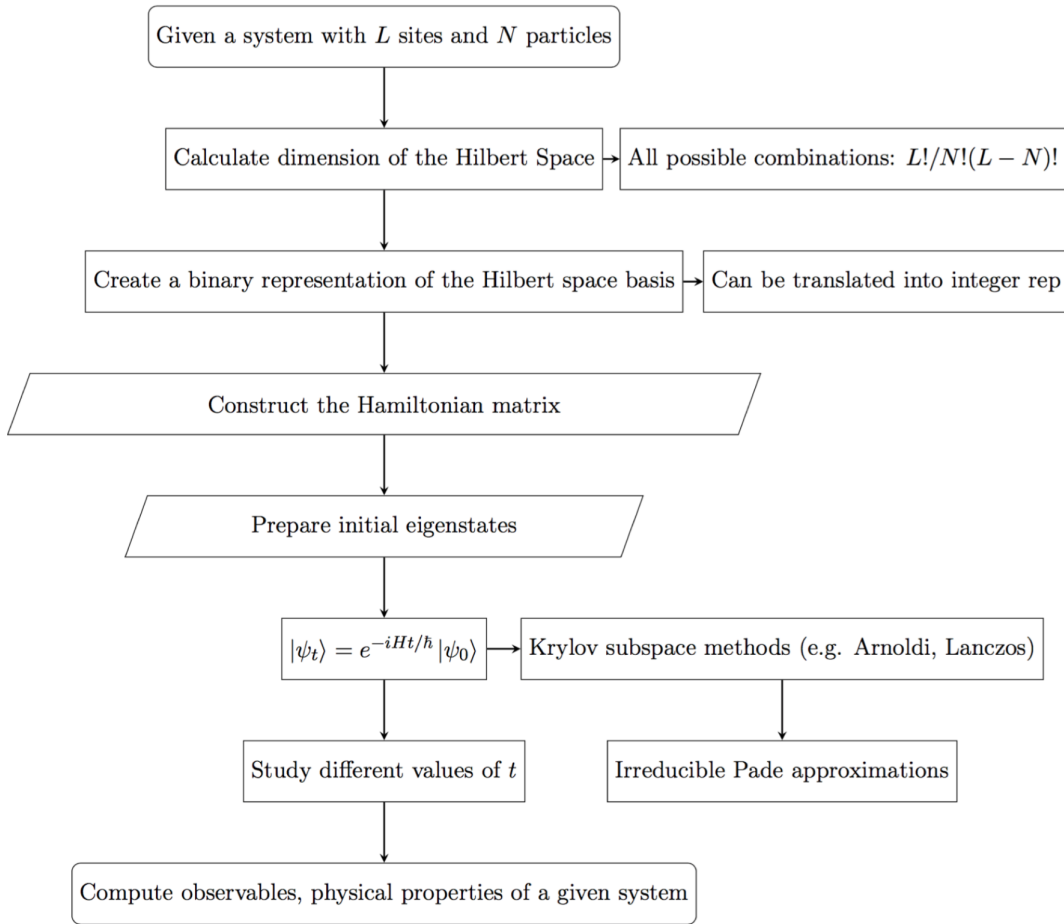 Given a system with L sites and N particles
Calculate dimension of the Hilbert Space
All possible combinations: L!/N!(L − N)!
Create a binary representation of the Hilbert space basis
Can be translated into integer rep
Construct the Hamiltonian matrix
Prepare initial eigenstates
|ψ_t⟩ = e^{−iHt/ℏ} |ψ_0⟩
Krylov subspace methods (e.g. Arnoldi, Lanczos)
Study different values of t
Irreducible Pade approximations
Compute observables, physical properties of a given system